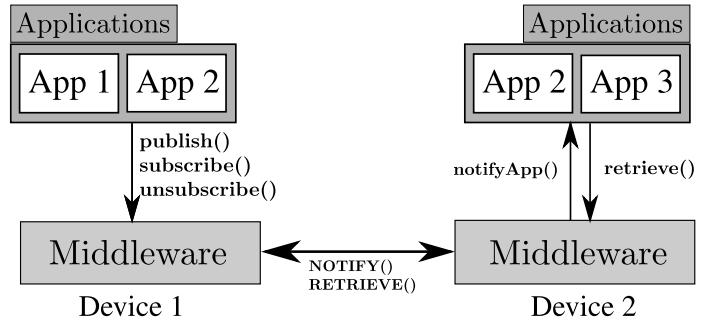 Applications
App 1
App 2
publish()
subscribe()
unsubscribe()
Middleware
Device 1
NOTIFY()
RETRIEVE()
Applications
App 2
App 3
notifyApp()
retrieve()
Middleware
Device 2